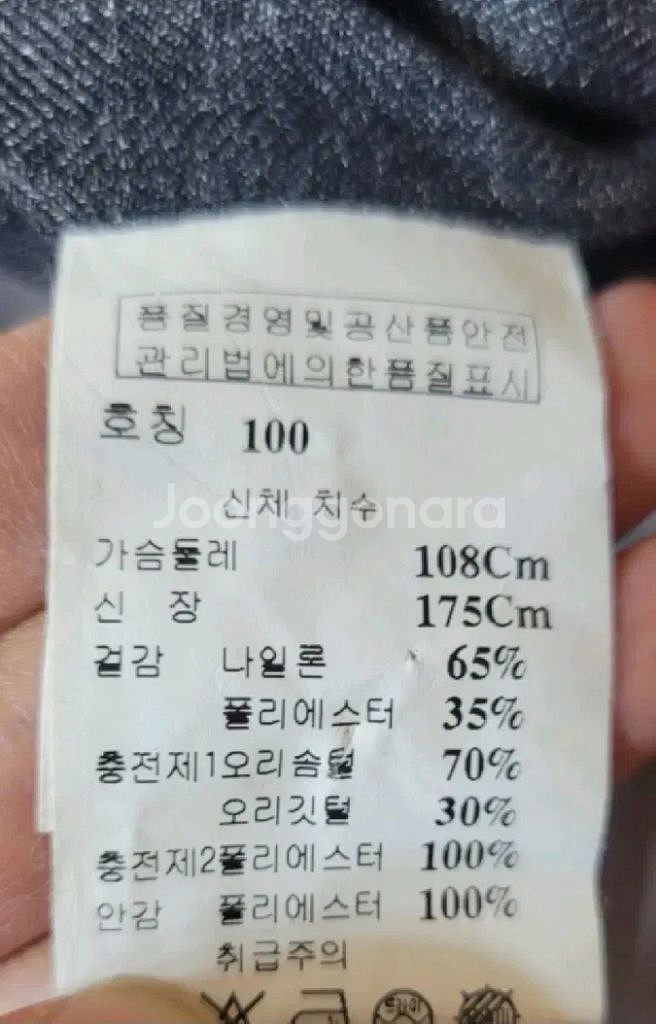 품질경영및공산품안전
관리법에의한품질표시
호칭 100
신체 치수
Joonggonara
가슴둘레 108Cm
신 장 175Cm
겉감 나일론 65%
폴리에스터 35%
충전제1오리솜털 70%
오리깃털 30%
충전제2폴리에스터 100%
안감 폴리에스터 100%
취급주의
드라이